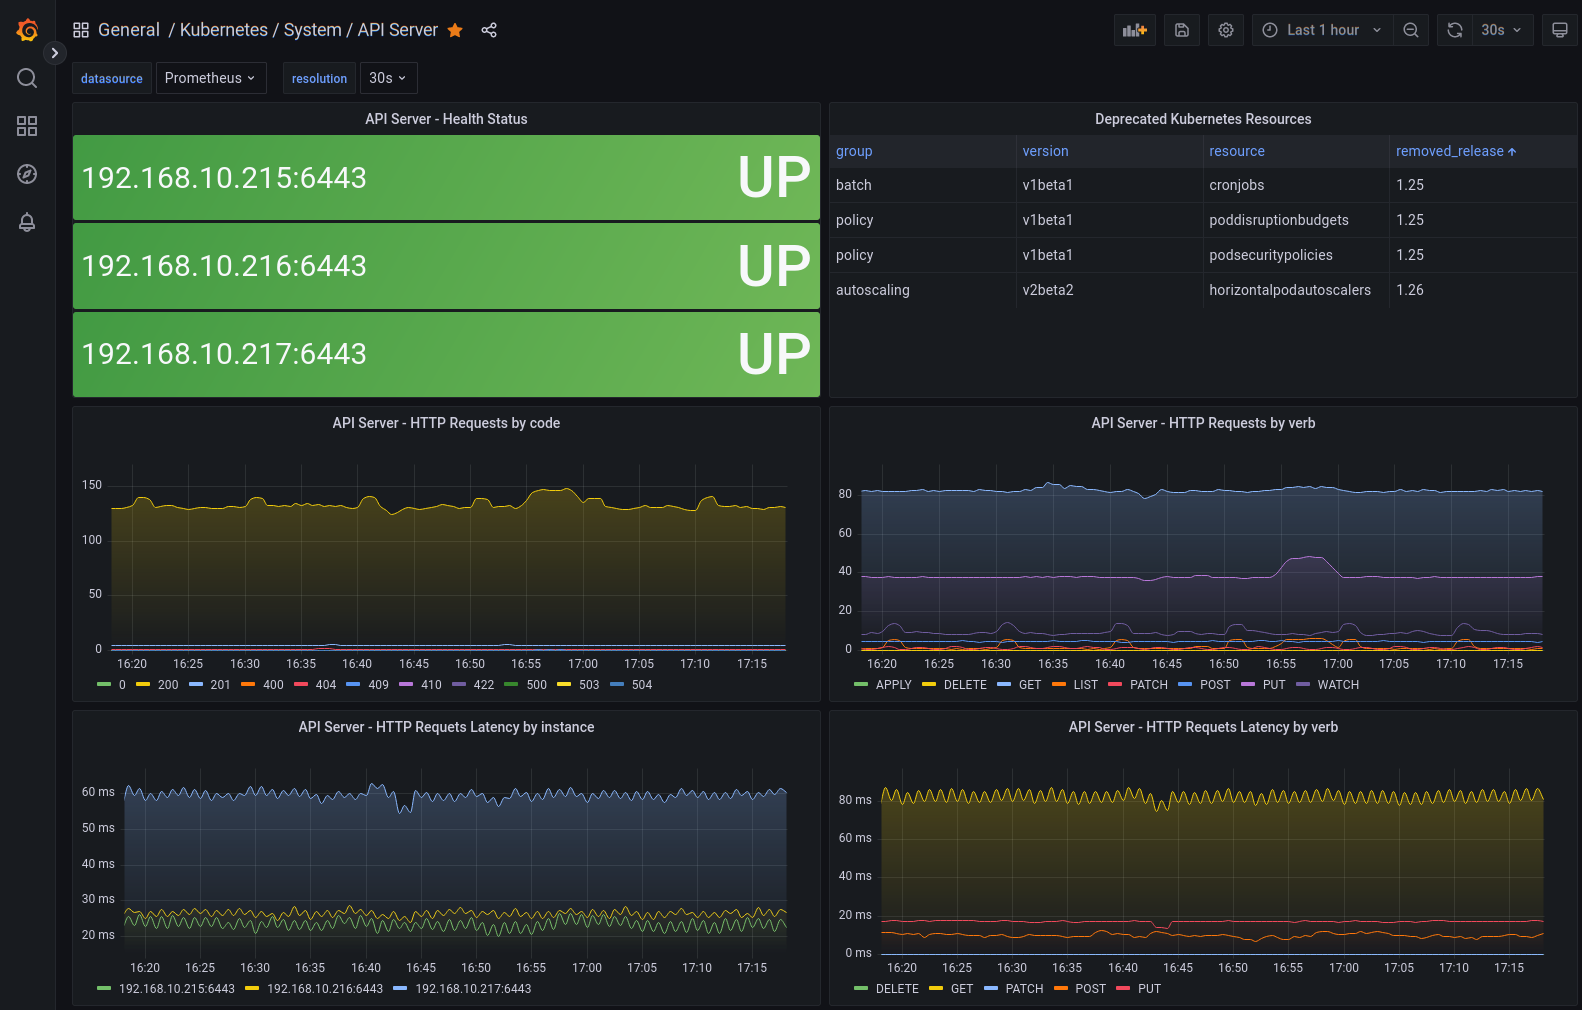 General / Kubernetes / System / API Server
Last 1 hour
30s
datasource Prometheus resolution 30s
API Server - Health Status
192.168.10.215:6443 UP
192.168.10.216:6443 UP
192.168.10.217:6443 UP
Deprecated Kubernetes Resources
group version resource removed_release
batch v1beta1 cronjobs 1.25
policy v1beta1 poddisruptionbudgets 1.25
policy v1beta1 podsecuritypolicies 1.25
autoscaling v2beta2 horizontalpodautoscalers 1.26
API Server - HTTP Requests by code
150
100
50
0
16:20 16:25 16:30 16:35 16:40 16:45 16:50 16:55 17:00 17:05 17:10 17:15
0 200 201 400 404 409 410 422 500 503 504
API Server - HTTP Requests by verb
80
60
40
20
0
16:20 16:25 16:30 16:35 16:40 16:45 16:50 16:55 17:00 17:05 17:10 17:15
APPLY DELETE GET LIST PATCH POST PUT WATCH
API Server - HTTP Requets Latency by instance
60 ms
50 ms
40 ms
30 ms
20 ms
16:20 16:25 16:30 16:35 16:40 16:45 16:50 16:55 17:00 17:05 17:10 17:15
192.168.10.215:6443 192.168.10.216:6443 192.168.10.217:6443
API Server - HTTP Requets Latency by verb
80 ms
60 ms
40 ms
20 ms
0 ms
16:20 16:25 16:30 16:35 16:40 16:45 16:50 16:55 17:00 17:05 17:10 17:15
DELETE GET PATCH POST PUT